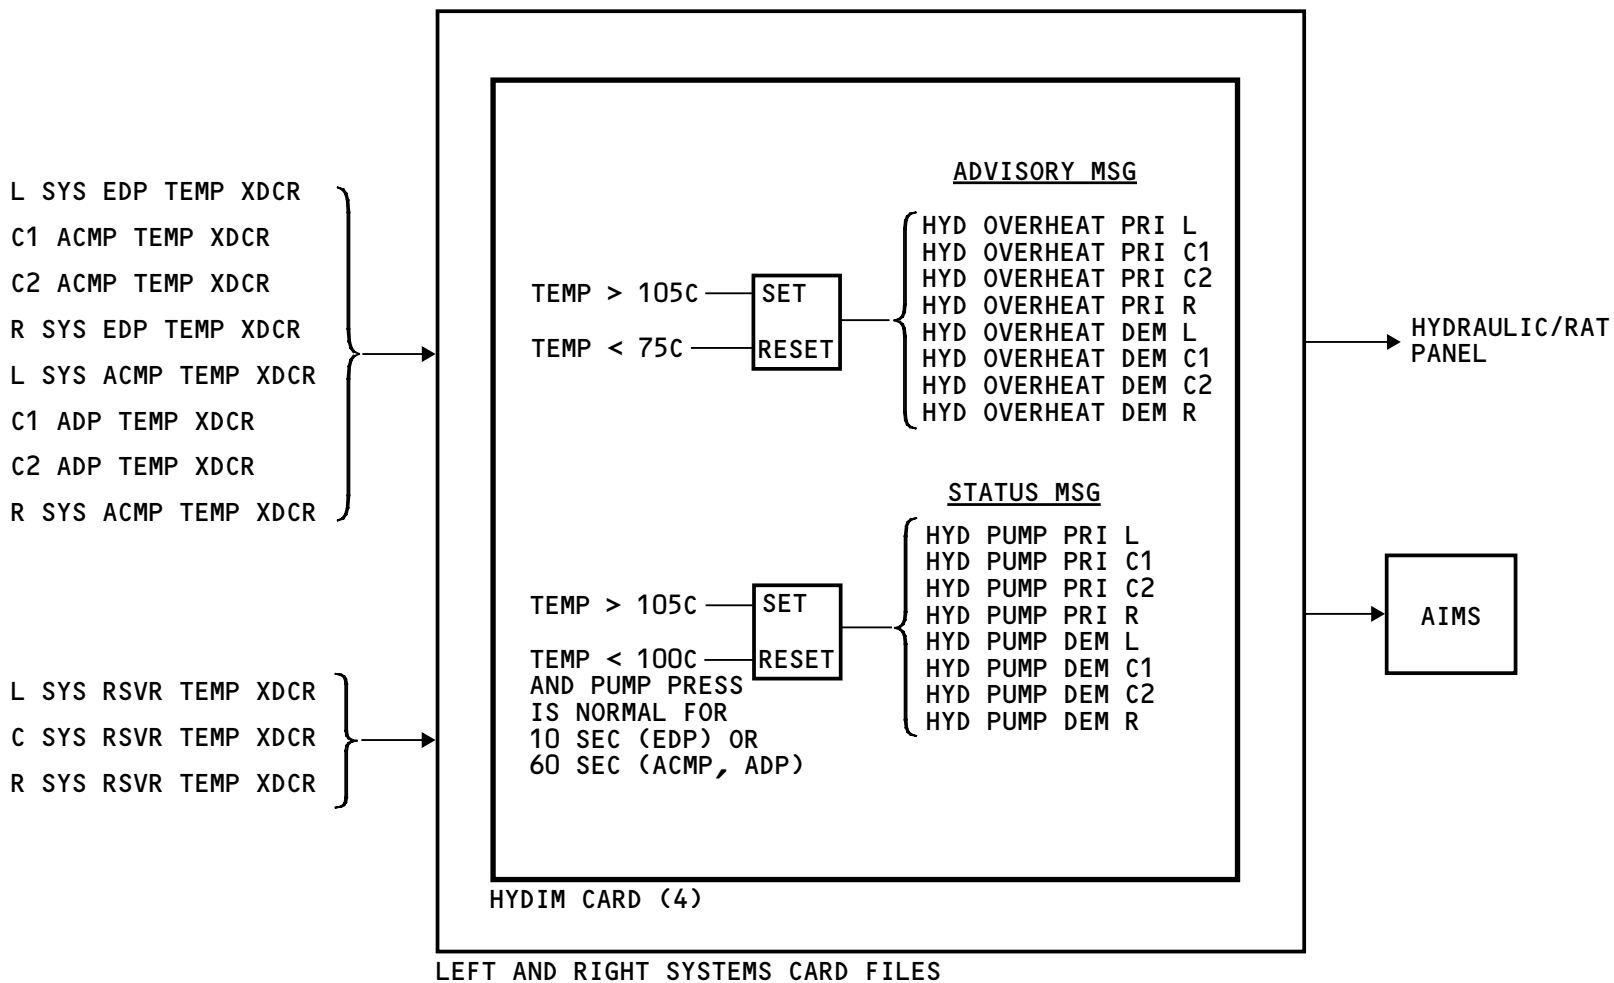 L SYS EDP TEMP XDCR
C1 ACMP TEMP XDCR
C2 ACMP TEMP XDCR
R SYS EDP TEMP XDCR
L SYS ACMP TEMP XDCR
C1 ADP TEMP XDCR
C2 ADP TEMP XDCR
R SYS ACMP TEMP XDCR
L SYS RSVR TEMP XDCR
C SYS RSVR TEMP XDCR
R SYS RSVR TEMP XDCR
TEMP > 105C
SET
TEMP < 75C
RESET
ADVISORY MSG
HYD OVERHEAT PRI L
HYD OVERHEAT PRI C1
HYD OVERHEAT PRI C2
HYD OVERHEAT PRI R
HYD OVERHEAT DEM L
HYD OVERHEAT DEM C1
HYD OVERHEAT DEM C2
HYD OVERHEAT DEM R
TEMP > 105C
SET
TEMP < 100C
RESET
AND PUMP PRESS
IS NORMAL FOR
10 SEC (EDP) OR
60 SEC (ACMP, ADP)
STATUS MSG
HYD PUMP PRI L
HYD PUMP PRI C1
HYD PUMP PRI C2
HYD PUMP PRI R
HYD PUMP DEM L
HYD PUMP DEM C1
HYD PUMP DEM C2
HYD PUMP DEM R
HYDIM CARD (4)
LEFT AND RIGHT SYSTEMS CARD FILES
HYDRAULIC/RAT
PANEL
AIMS